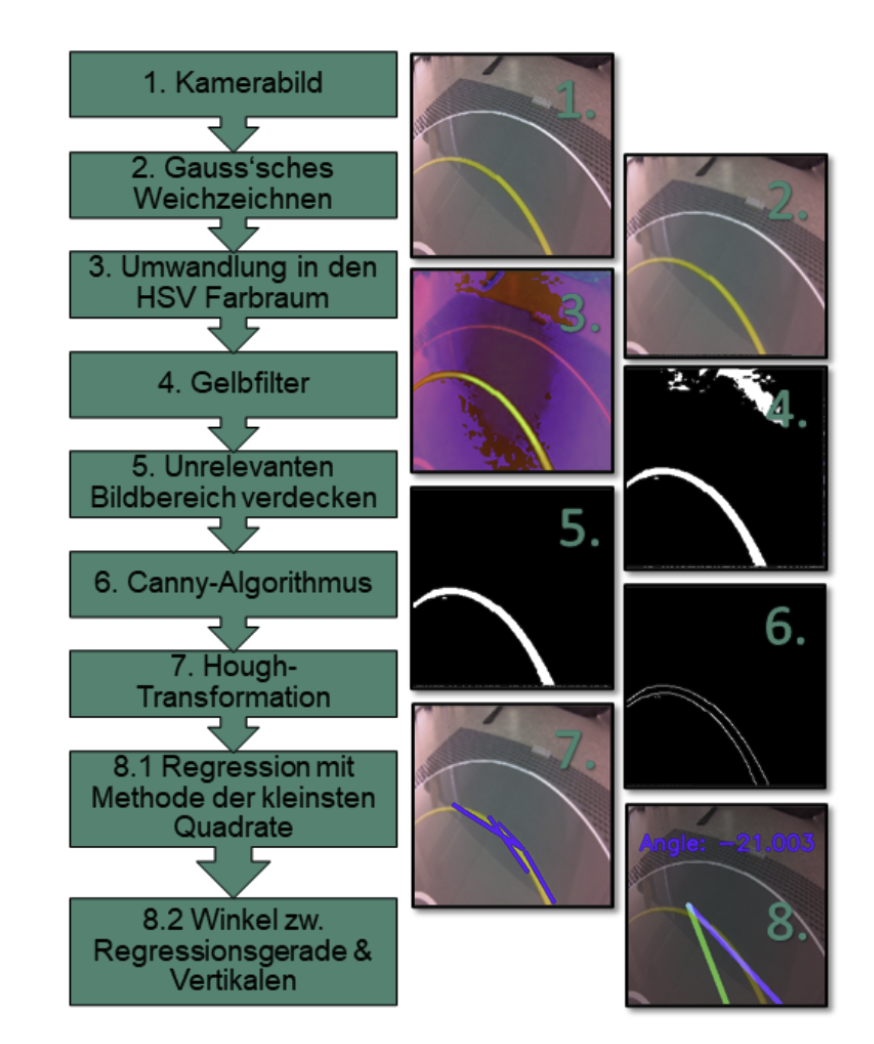 1. Kamerabild
2. Gauss‘sches
Weichzeichnen
3. Umwandlung in den
HSV Farbraum
4. Gelbfilter
5. Unrelevanten
Bildbereich verdecken
6. Canny-Algorithmus
7. Hough-
Transformation
8.1 Regression mit
Methode der kleinsten
Quadrate
8.2 Winkel zw.
Regressionsgerade &
Vertikalen
1.
2.
3.
4.
5.
6.
7.
Angle: -21.003
8.